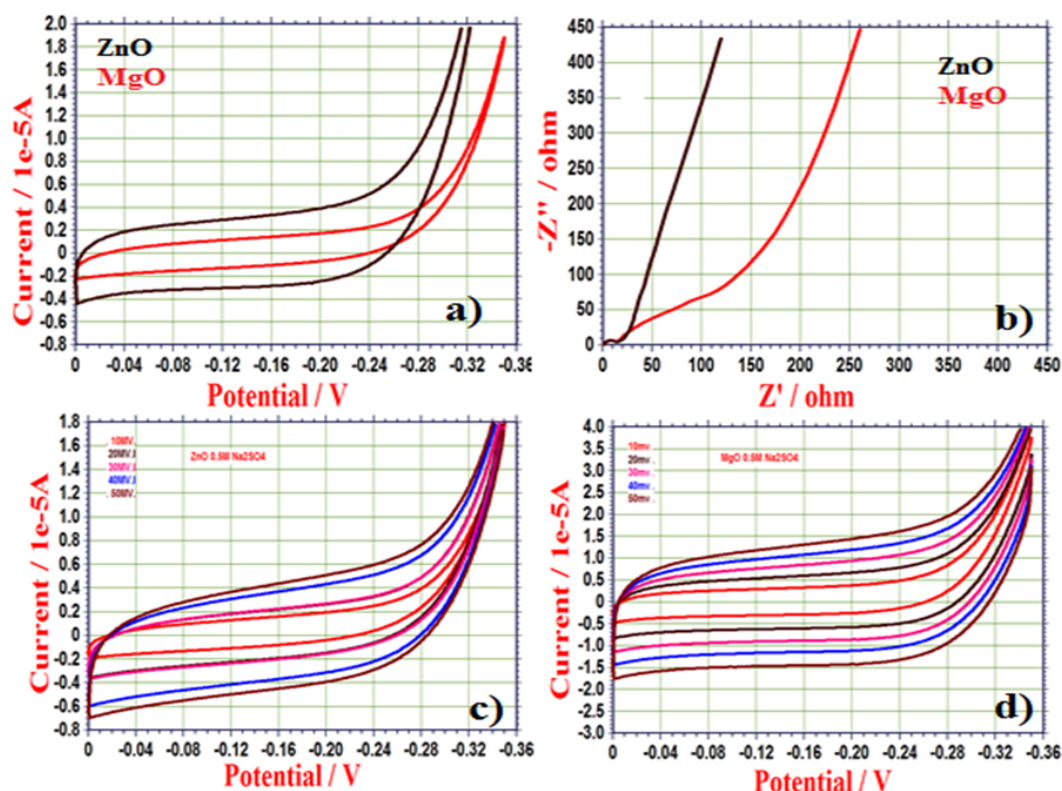 ZnO
MgO
2.0
1.8
1.6
1.4
1.2
1.0
0.8
0.6
0.4
0.2
0
-0.2
-0.4
-0.6
-0.8
0 -0.04 -0.08 -0.12 -0.16 -0.20 -0.24 -0.28 -0.32 -0.36
Current / 1e-5A
Potential / V
a)
ZnO
MgO
450
400
350
300
250
200
150
100
50
0
0 50 100 150 200 250 300 350 400 450
-Z" / ohm
Z' / ohm
b)
. 10MV.
20MV.I
30MV.I
40MV.I
. 50MV.
ZnO 0.5M Na2SO4
1.8
1.6
1.4
1.2
1.0
0.8
0.6
0.4
0.2
0
-0.2
-0.4
-0.6
-0.8
0 -0.04 -0.08 -0.12 -0.16 -0.20 -0.24 -0.28 -0.32 -0.36
Current / 1e-5A
Potential / V
c)
10mv
20mv .
30mv .
40mv .
50mv .
MgO 0.5M Na2SO4
4.0
3.5
3.0
2.5
2.0
1.5
1.0
0.5
0
-0.5
-1.0
-1.5
-2.0
-2.5
-3.0
0 -0.04 -0.08 -0.12 -0.16 -0.20 -0.24 -0.28 -0.32 -0.36
Current / 1e-5A
Potential / V
d)